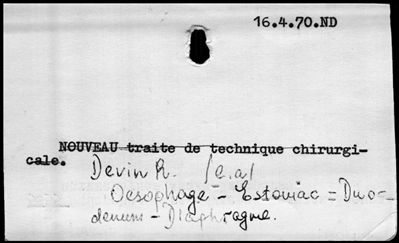 16.4.70.ND
NOUVEAU traite de technique chirurgi-
cale.
Devin R. /e.a/
Oesophage - Estomac = Duo-
denum - Diaphragme.